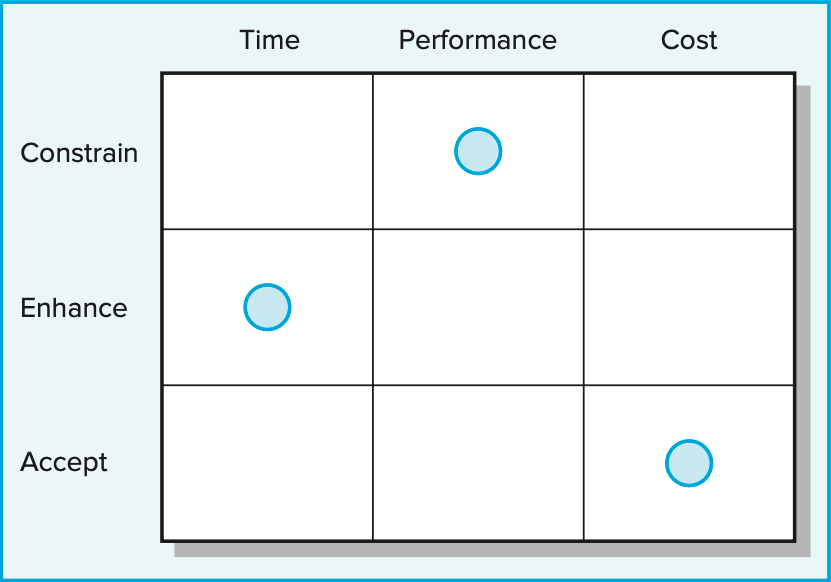 Time Performance Cost
Constrain
Enhance
Accept